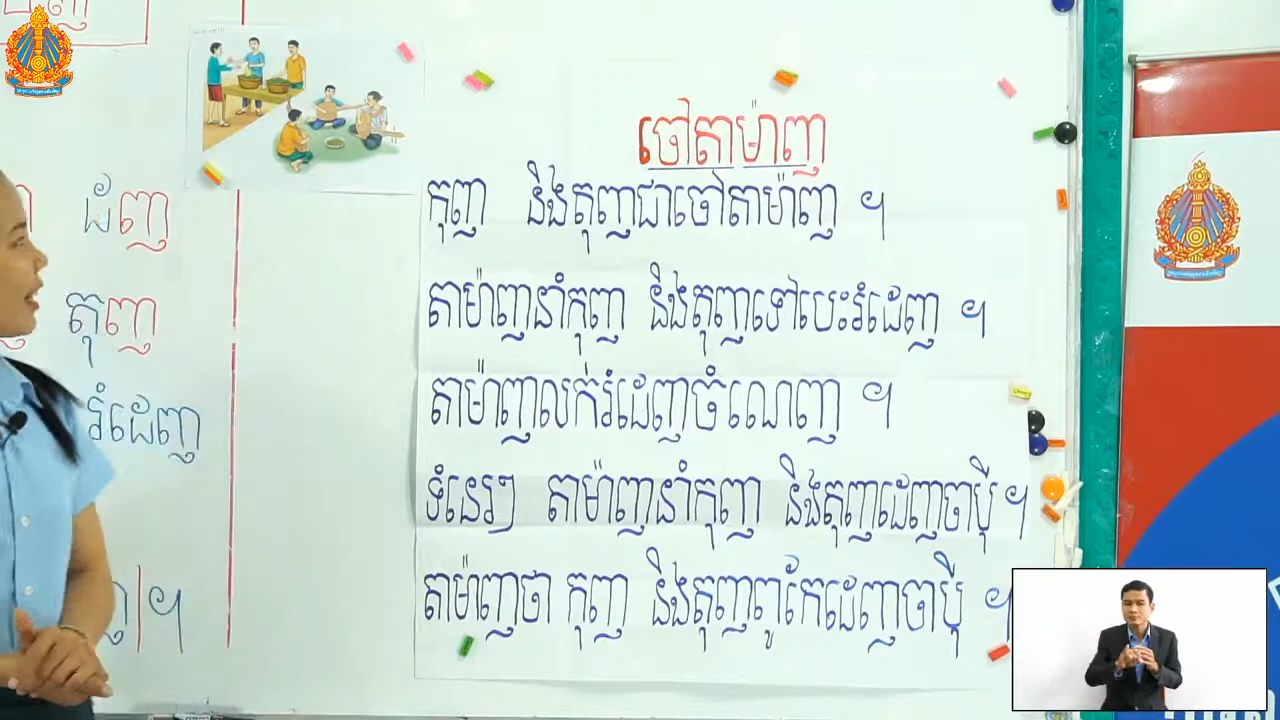 ចៅតាម៉ាញ
កុញ និងតុញជាចៅតាម៉ាញ ។
តាម៉ាញនាំកុញ និងតុញទៅបេះរំដេញ ។
តាម៉ាញលក់រំដេញចំណេញ ។
ទំនេរៗ តាម៉ាញនាំកុញ និងតុញដេញចាប៉ី ។
តាម៉ាញថា កុញ និងតុញពូកែដេញចាប៉ី ។
ជ័ញ
តុញ
រំដេញ